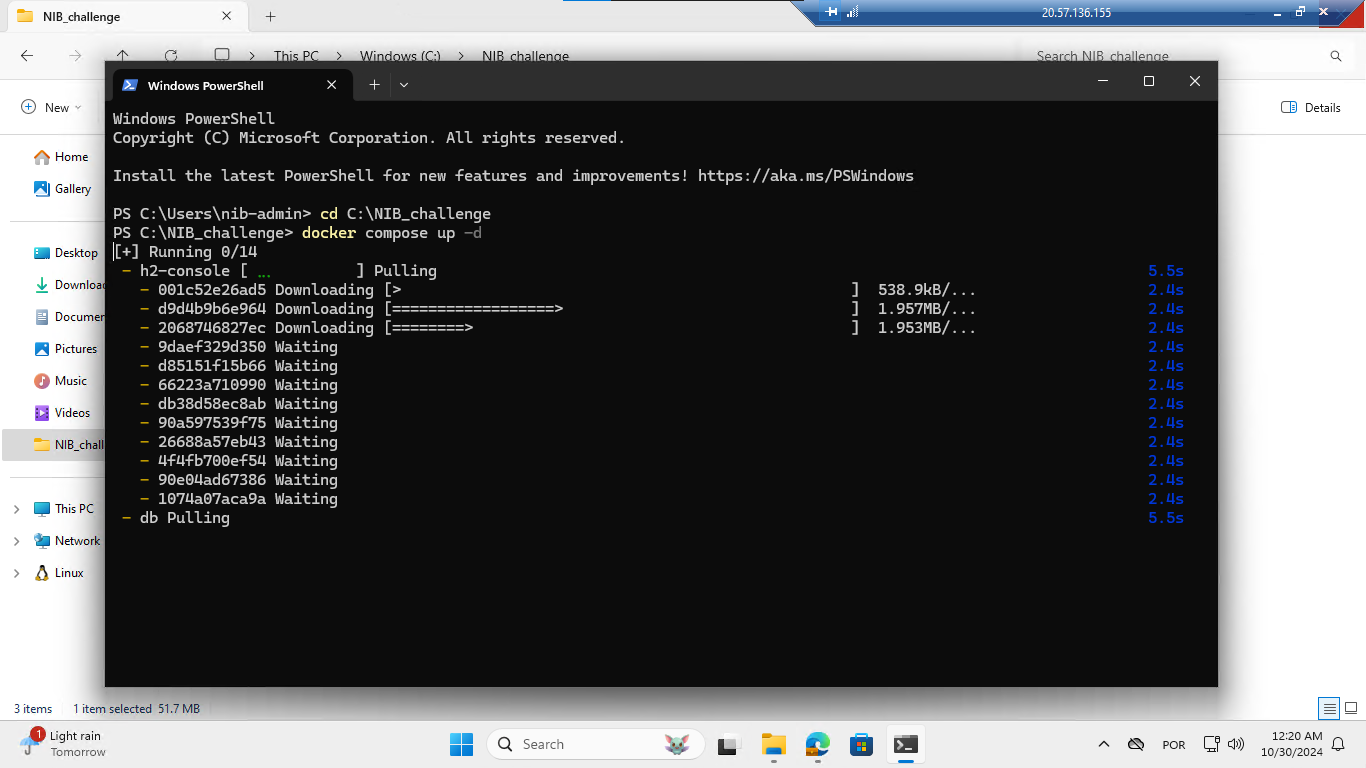 NIB_challenge
20.57.136.155
This PC > Windows (C:) > NIB_challenge
Search NIB_challenge
New
Details
Home
Gallery
Desktop
Downloa
Documer
Pictures
Music
Videos
NIB_chall
This PC
Network
Linux
Windows PowerShell
Windows PowerShell
Copyright (C) Microsoft Corporation. All rights reserved.
Install the latest PowerShell for new features and improvements! https://aka.ms/PSWindows
PS C:\Users\nib-admin> cd C:\NIB_challenge
PS C:\NIB_challenge> docker compose up -d
[+] Running 0/14
- h2-console [ ... ] Pulling 5.5s
- 001c52e26ad5 Downloading [> ] 538.9kB/... 2.4s
- d9d4b9b6e964 Downloading [==================> ] 1.957MB/... 2.4s
- 2068746827ec Downloading [========> ] 1.953MB/... 2.4s
- 9daef329d350 Waiting 2.4s
- d85151f15b66 Waiting 2.4s
- 66223a710990 Waiting 2.4s
- db38d58ec8ab Waiting 2.4s
- 90a597539f75 Waiting 2.4s
- 26688a57eb43 Waiting 2.4s
- 4f4fb700ef54 Waiting 2.4s
- 90e04ad67386 Waiting 2.4s
- 1074a07aca9a Waiting 2.4s
- db Pulling 5.5s
3 items 1 item selected 51.7 MB
1
Light rain
Tomorrow
Search
POR
12:20 AM
10/30/2024